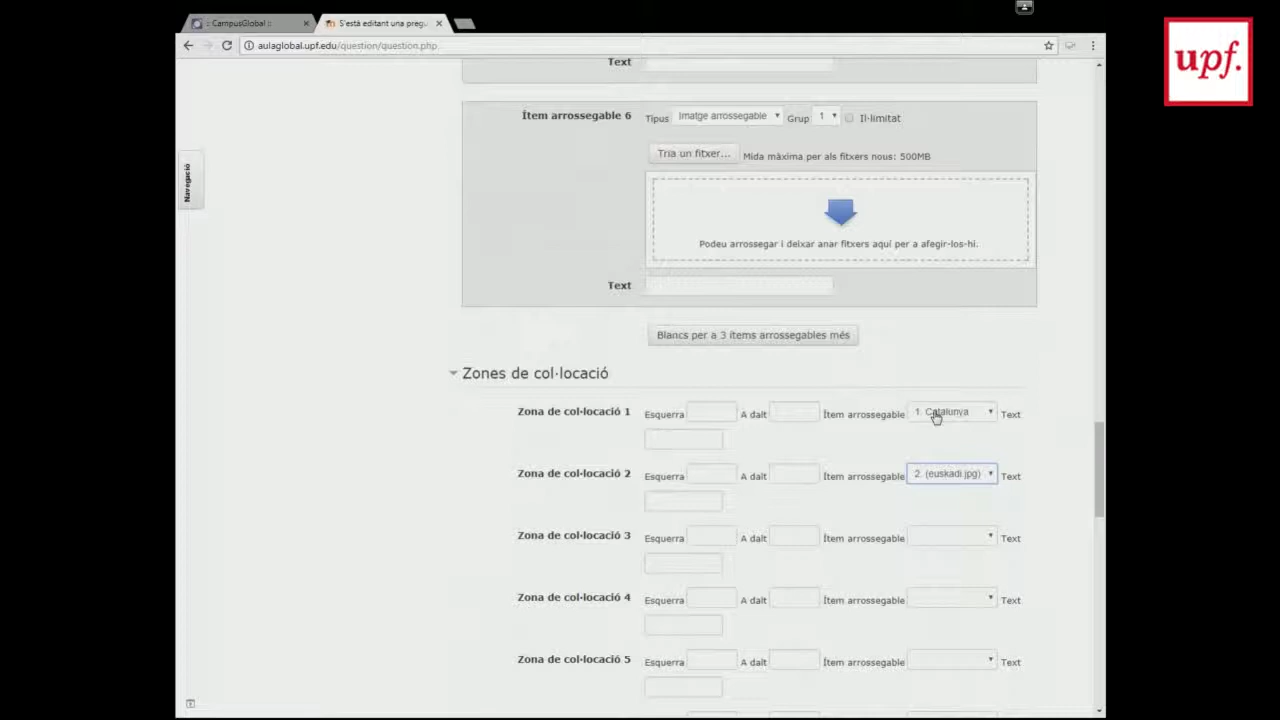 :: CampusGlobal ::
S'està editant una pregu
aulaglobal.upf.edu/question/question.php
upf.
Text
Navegació
Ítem arrossegable 6 Tipus Imatge arrossegable Grup 1 Il·limitat
Tria un fitxer... Mida màxima per als fitxers nous: 500MB
Podeu arrossegar i deixar anar fitxers aquí per a afegir-los-hi.
Text
Blancs per a 3 ítems arrossegables més
Zones de col·locació
Zona de col·locació 1 Esquerra A dalt Ítem arrossegable 1. Catalunya Text
Zona de col·locació 2 Esquerra A dalt Ítem arrossegable 2. (euskadi.jpg) Text
Zona de col·locació 3 Esquerra A dalt Ítem arrossegable Text
Zona de col·locació 4 Esquerra A dalt Ítem arrossegable Text
Zona de col·locació 5 Esquerra A dalt Ítem arrossegable Text